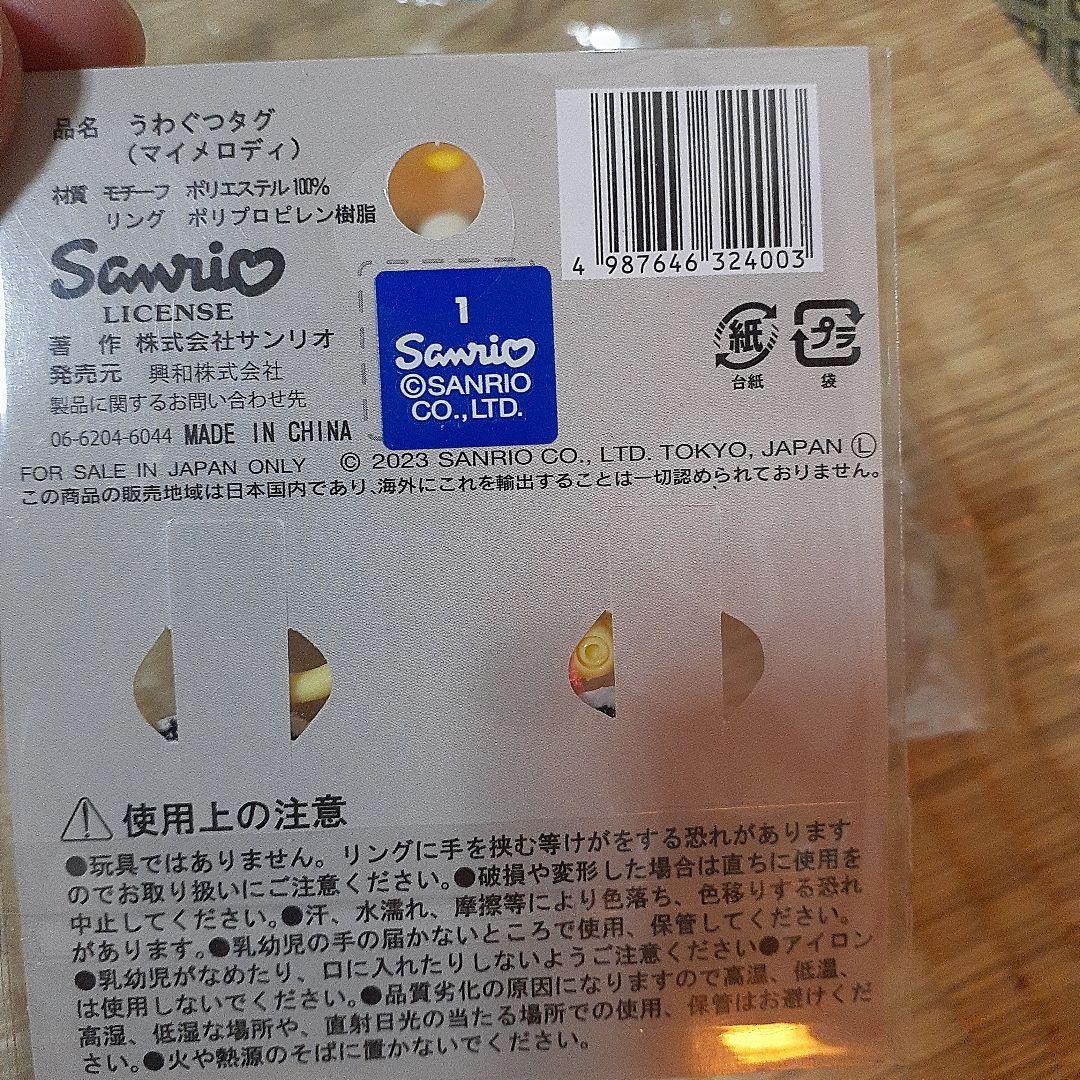 品名 うわぐつタグ
(マイメロディ)
材質 モチーフ ポリエステル100%
リング ポリプロピレン樹脂
Sanrio
LICENSE
著 作 株式会社サンリオ
発売元 興和株式会社
製品に関するお問い合わせ先
06-6204-6044 MADE IN CHINA
1
Sanrio
©SANRIO
CO.,LTD.
4 987646 324003
紙
台紙
プラ
袋
FOR SALE IN JAPAN ONLY © 2023 SANRIO CO., LTD. TOKYO, JAPAN Ⓛ
この商品の販売地域は日本国内であり、海外にこれを輸出することは一切認められておりません。
使用上の注意
●玩具ではありません。リングに手を挟む等けがをする恐れがあります
のでお取り扱いにご注意ください。●破損や変形した場合は直ちに使用を
中止してください。●汗、水濡れ、摩擦等により色落ち、色移りする恐れ
があります。●乳幼児の手の届かないところで使用、保管してください。
●乳幼児がなめたり、口に入れたりしないようご注意ください●アイロン
は使用しないでください。●品質劣化の原因になりますので高温、低温、
高湿、低湿な場所や、直射日光の当たる場所での使用、保管はお避けくだ
さい。●火や熱源のそばに置かないでください。